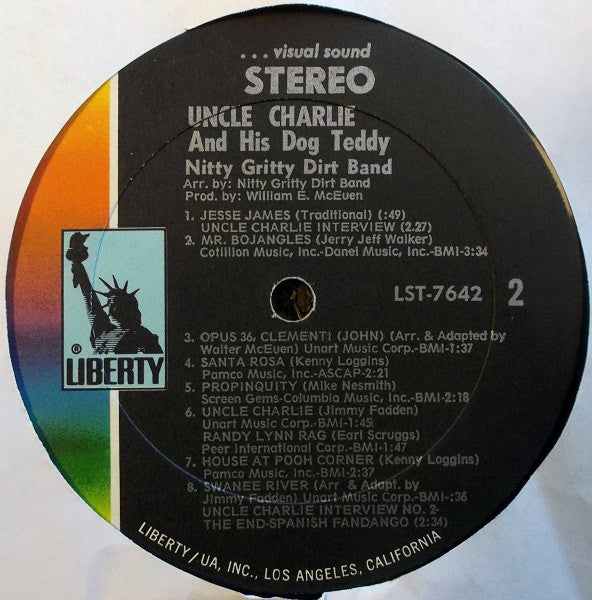 . . . visual sound
STEREO
UNCLE CHARLIE
And His Dog Teddy
Nitty Gritty Dirt Band
Arr. by: Nitty Gritty Dirt Band
Prod. by: William E. McEuen
1. JESSE JAMES (Traditional) (:49)
UNCLE CHARLIE INTERVIEW (2.27)
2. MR. BOJANGLES (Jerry Jeff Walker)
Cotillion Music, Inc.-Danel Music, Inc.-BMI-3:34
LST-7642 2
® LIBERTY
3. OPUS 36, CLEMENTI (JOHN) (Arr. & Adapted by
Walter McEuen) Unart Music Corp.-BMI-1:37
4. SANTA ROSA (Kenny Loggins)
Pamco Music, Inc.-ASCAP-2:21
5. PROPINQUITY (Mike Nesmith)
Screen Gems-Columbia Music, Inc.-BMI-2:18
6. UNCLE CHARLIE (Jimmy Fadden)
Unart Music Corp.-BMI-1:45
RANDY LYNN RAG (Earl Scruggs)
Peer International Corp.-BMI-1:47
7. HOUSE AT POOH CORNER (Kenny Loggins)
Pamco Music, Inc.-BMI-2:37
8. SWANEE RIVER (Arr & Adapt. by
Jimmy Fadden) Unart Music Corp.-BMI-:36
UNCLE CHARLIE INTERVIEW NO. 2-
THE END-SPANISH FANDANGO (2:34)
LIBERTY/UA, INC., LOS ANGELES, CALIFORNIA